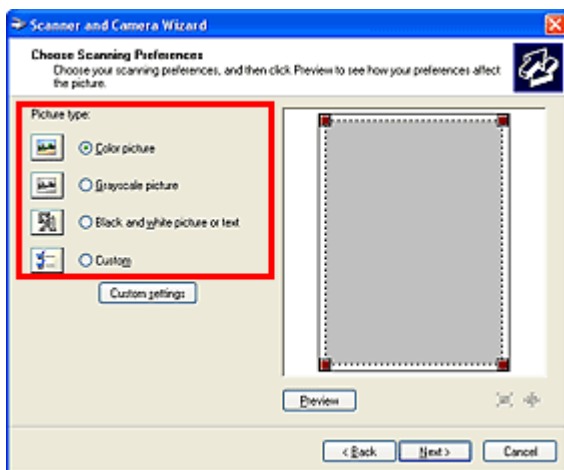 Scanner and Camera Wizard
Choose Scanning Preferences
Choose your scanning preferences, and then click Preview to see how your preferences affect
the picture.
Picture type:
Color picture
Grayscale picture
Black and white picture or text
Custom
Custom settings
Preview
< Back
Next >
Cancel